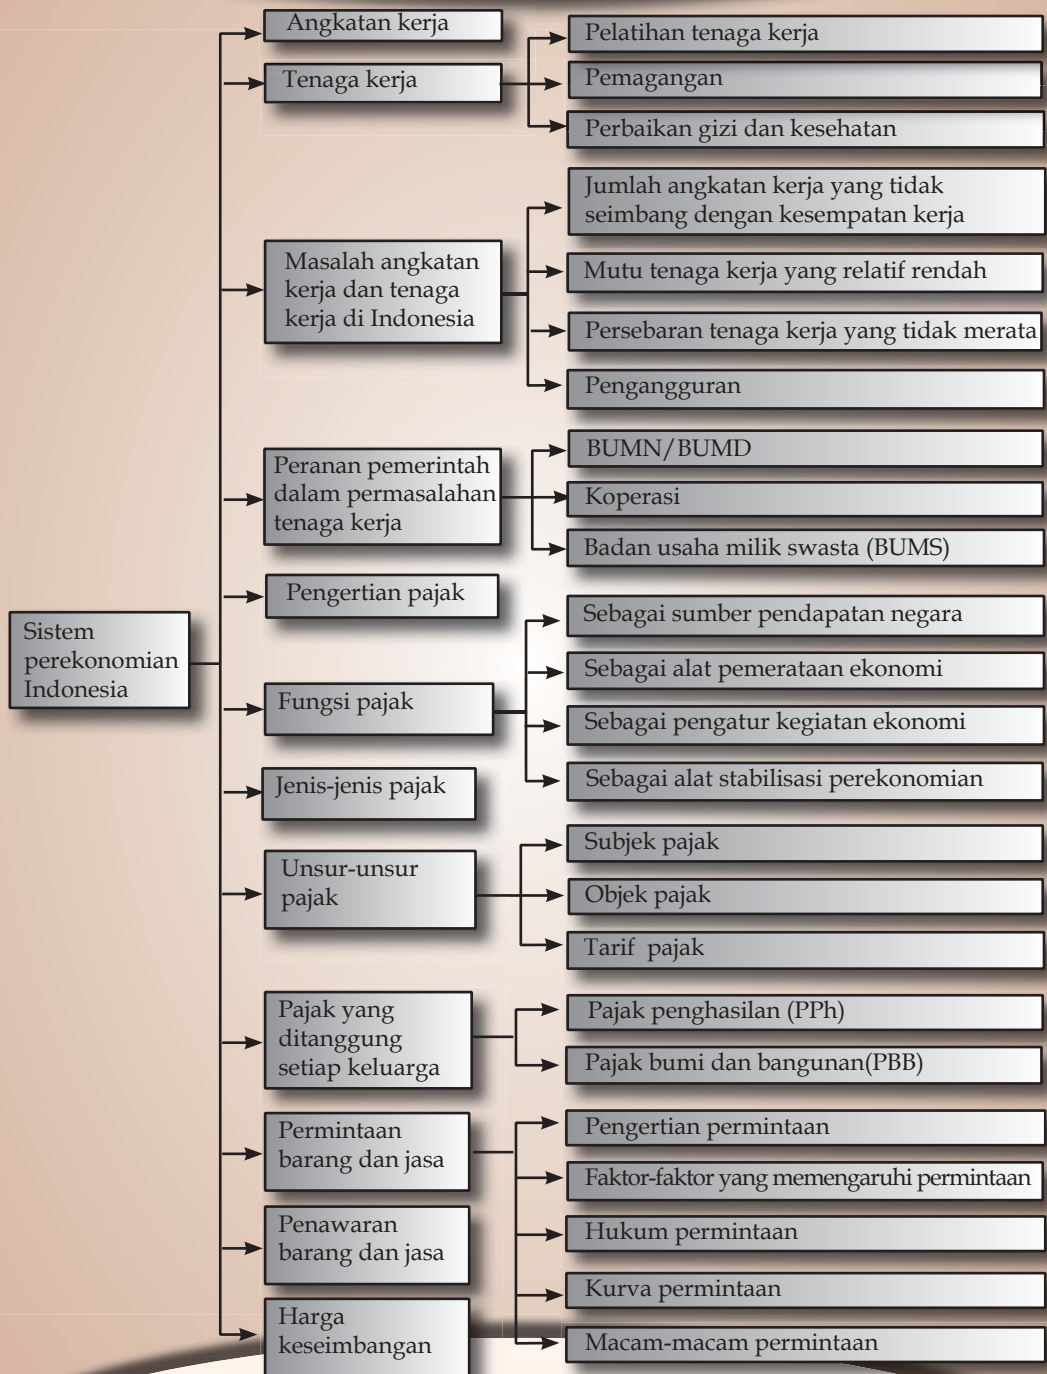 Sistem
perekonomian
Indonesia
Angkatan kerja
Tenaga kerja
Pelatihan tenaga kerja
Pemagangan
Perbaikan gizi dan kesehatan
Masalah angkatan
kerja dan tenaga
kerja di Indonesia
Jumlah angkatan kerja yang tidak
seimbang dengan kesempatan kerja
Mutu tenaga kerja yang relatif rendah
Persebaran tenaga kerja yang tidak merata
Pengangguran
Peranan pemerintah
dalam permasalahan
tenaga kerja
BUMN/BUMD
Koperasi
Badan usaha milik swasta (BUMS)
Pengertian pajak
Fungsi pajak
Sebagai sumber pendapatan negara
Sebagai alat pemerataan ekonomi
Sebagai pengatur kegiatan ekonomi
Sebagai alat stabilisasi perekonomian
Jenis-jenis pajak
Unsur-unsur
pajak
Subjek pajak
Objek pajak
Tarif pajak
Pajak yang
ditanggung
setiap keluarga
Pajak penghasilan (PPh)
Pajak bumi dan bangunan(PBB)
Permintaan
barang dan jasa
Pengertian permintaan
Faktor-faktor yang memengaruhi permintaan
Hukum permintaan
Kurva permintaan
Macam-macam permintaan
Penawaran
barang dan jasa
Harga
keseimbangan